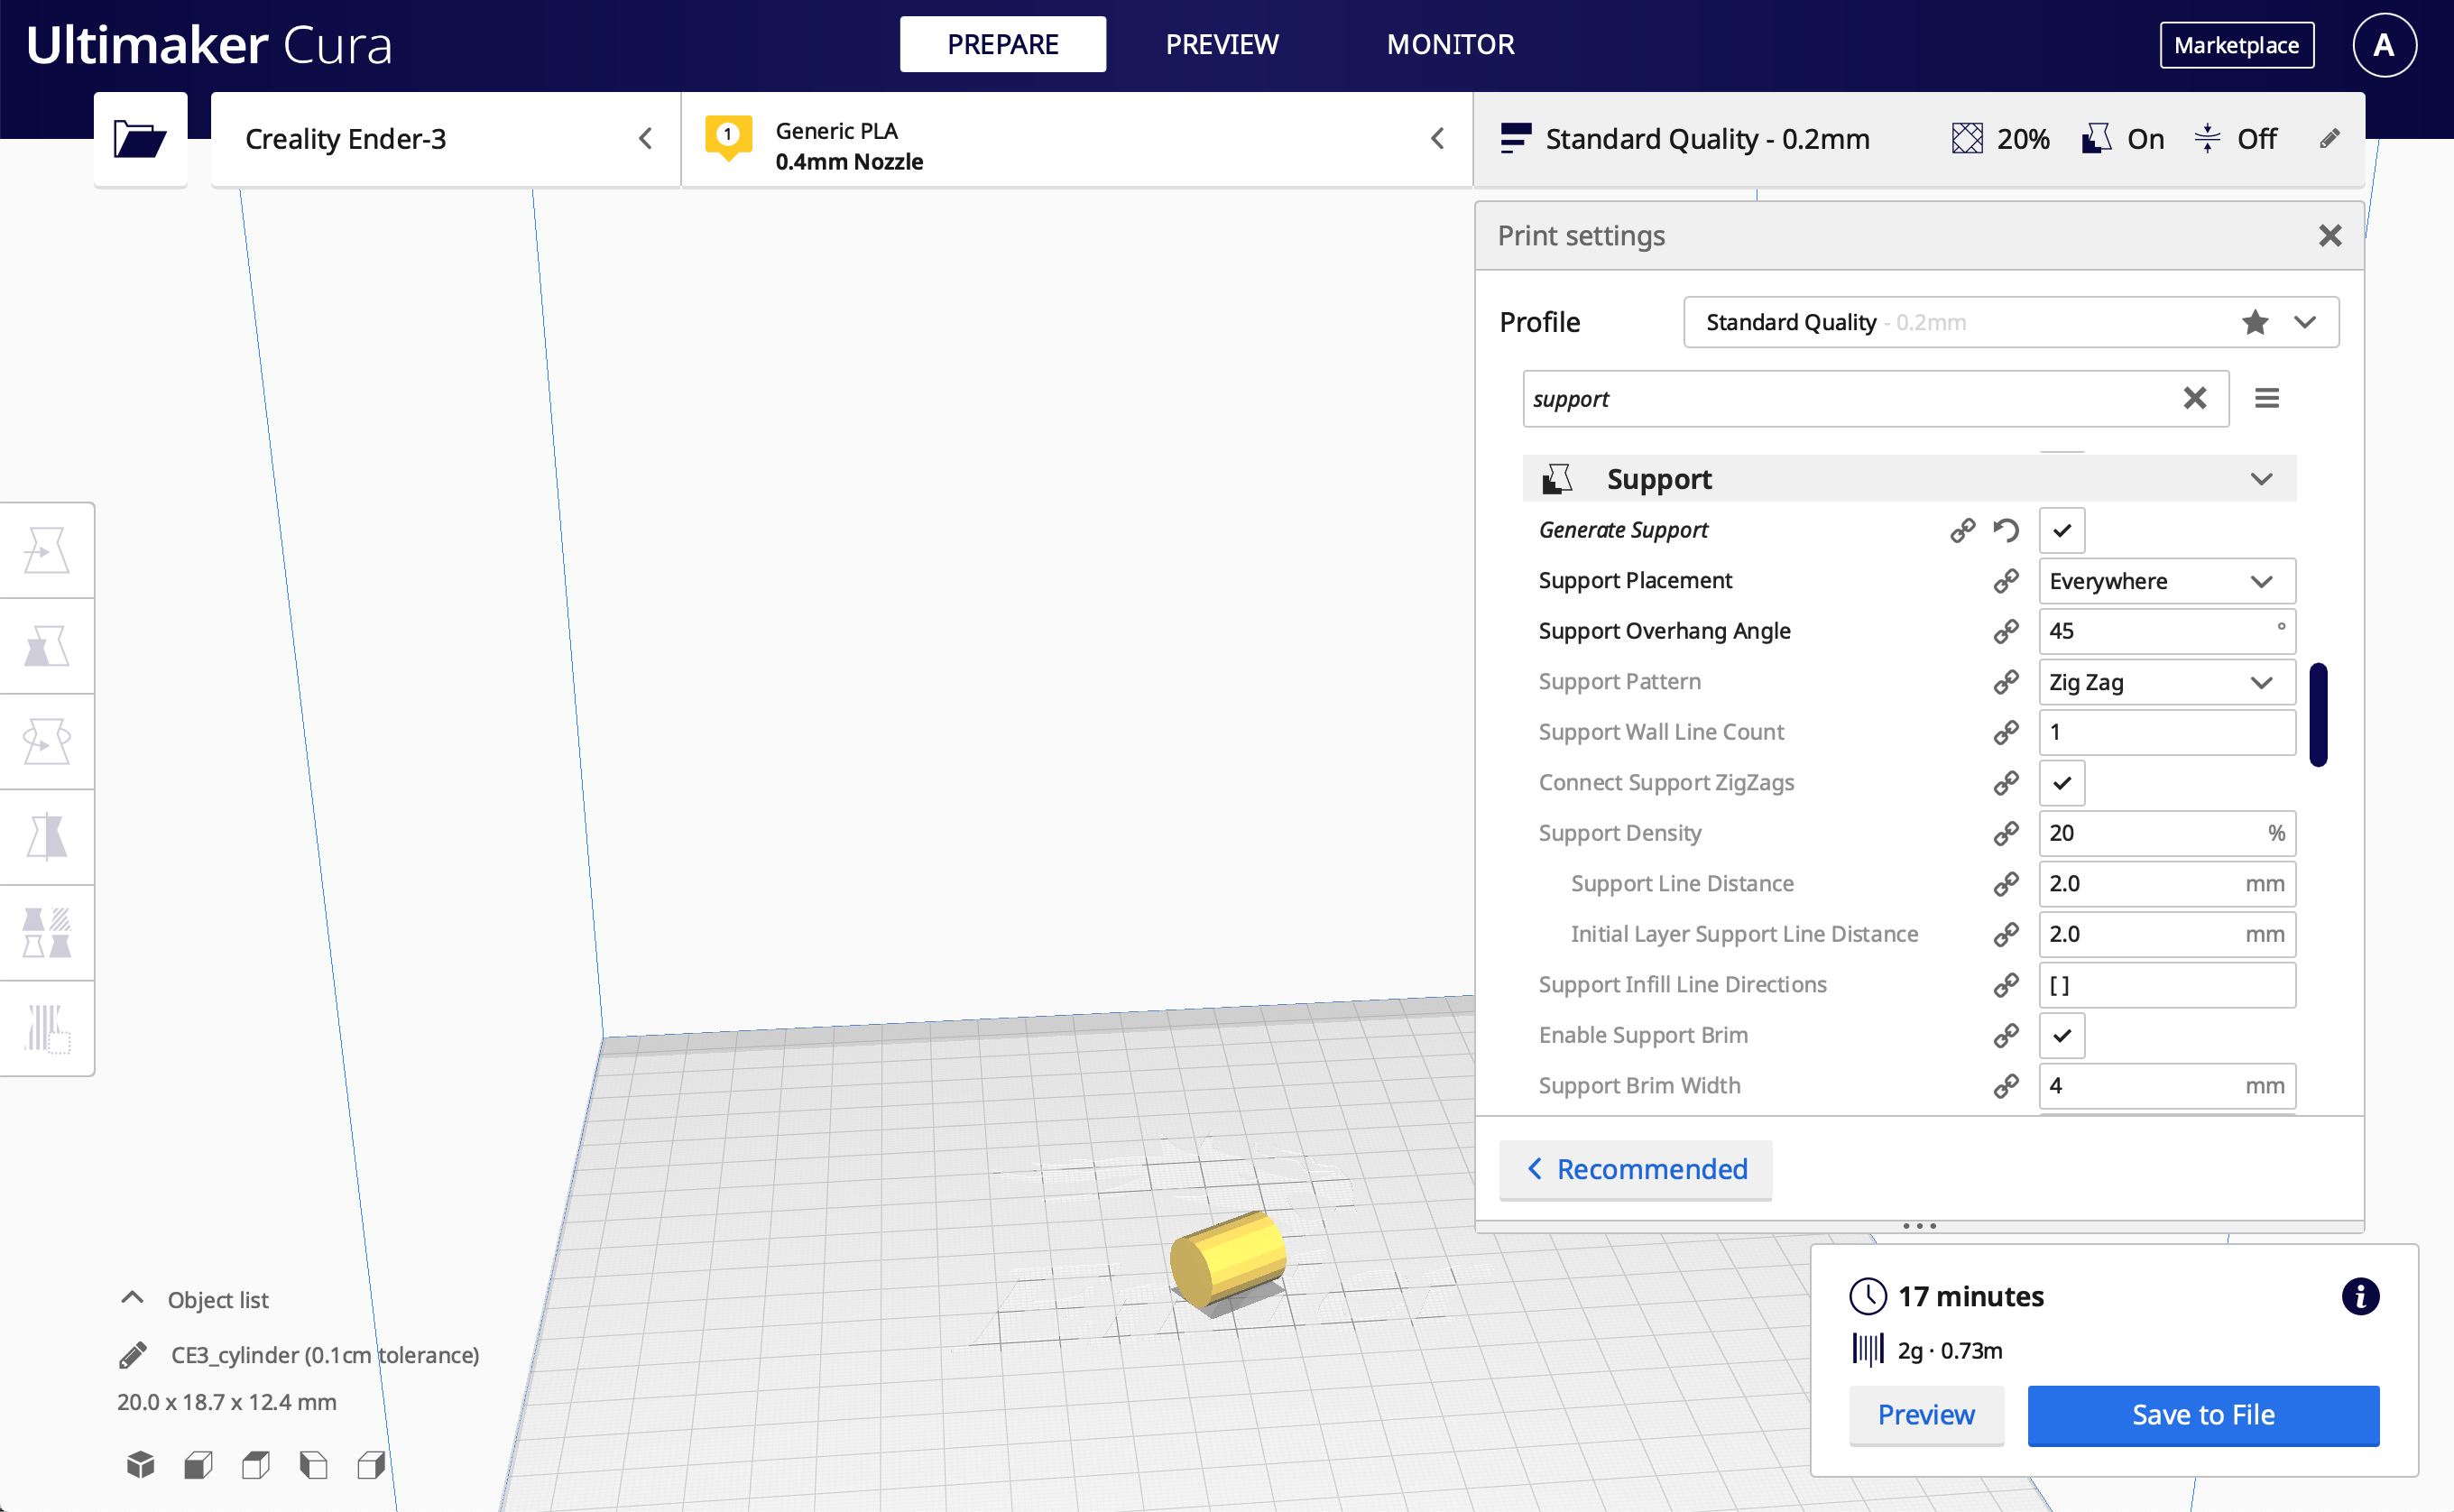 Ultimaker Cura
PREPARE
PREVIEW
MONITOR
Marketplace
A
Creality Ender-3
1
Generic PLA
0.4mm Nozzle
Standard Quality - 0.2mm
20%
On
Off
Print settings
Profile
Standard Quality - 0.2mm
support
Support
Generate Support
Support Placement
Everywhere
Support Overhang Angle
45 °
Support Pattern
Zig Zag
Support Wall Line Count
1
Connect Support ZigZags
Support Density
20 %
Support Line Distance
2.0 mm
Initial Layer Support Line Distance
2.0 mm
Support Infill Line Directions
[ ]
Enable Support Brim
Support Brim Width
4 mm
Recommended
Object list
CE3_cylinder (0.1cm tolerance)
20.0 x 18.7 x 12.4 mm
17 minutes
2g · 0.73m
Preview
Save to File